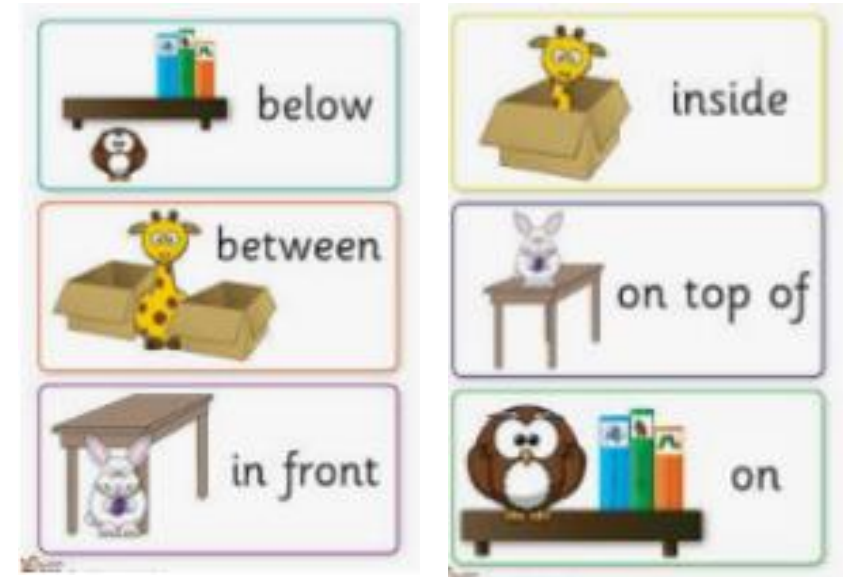 below
between
in front
inside
on top of
on